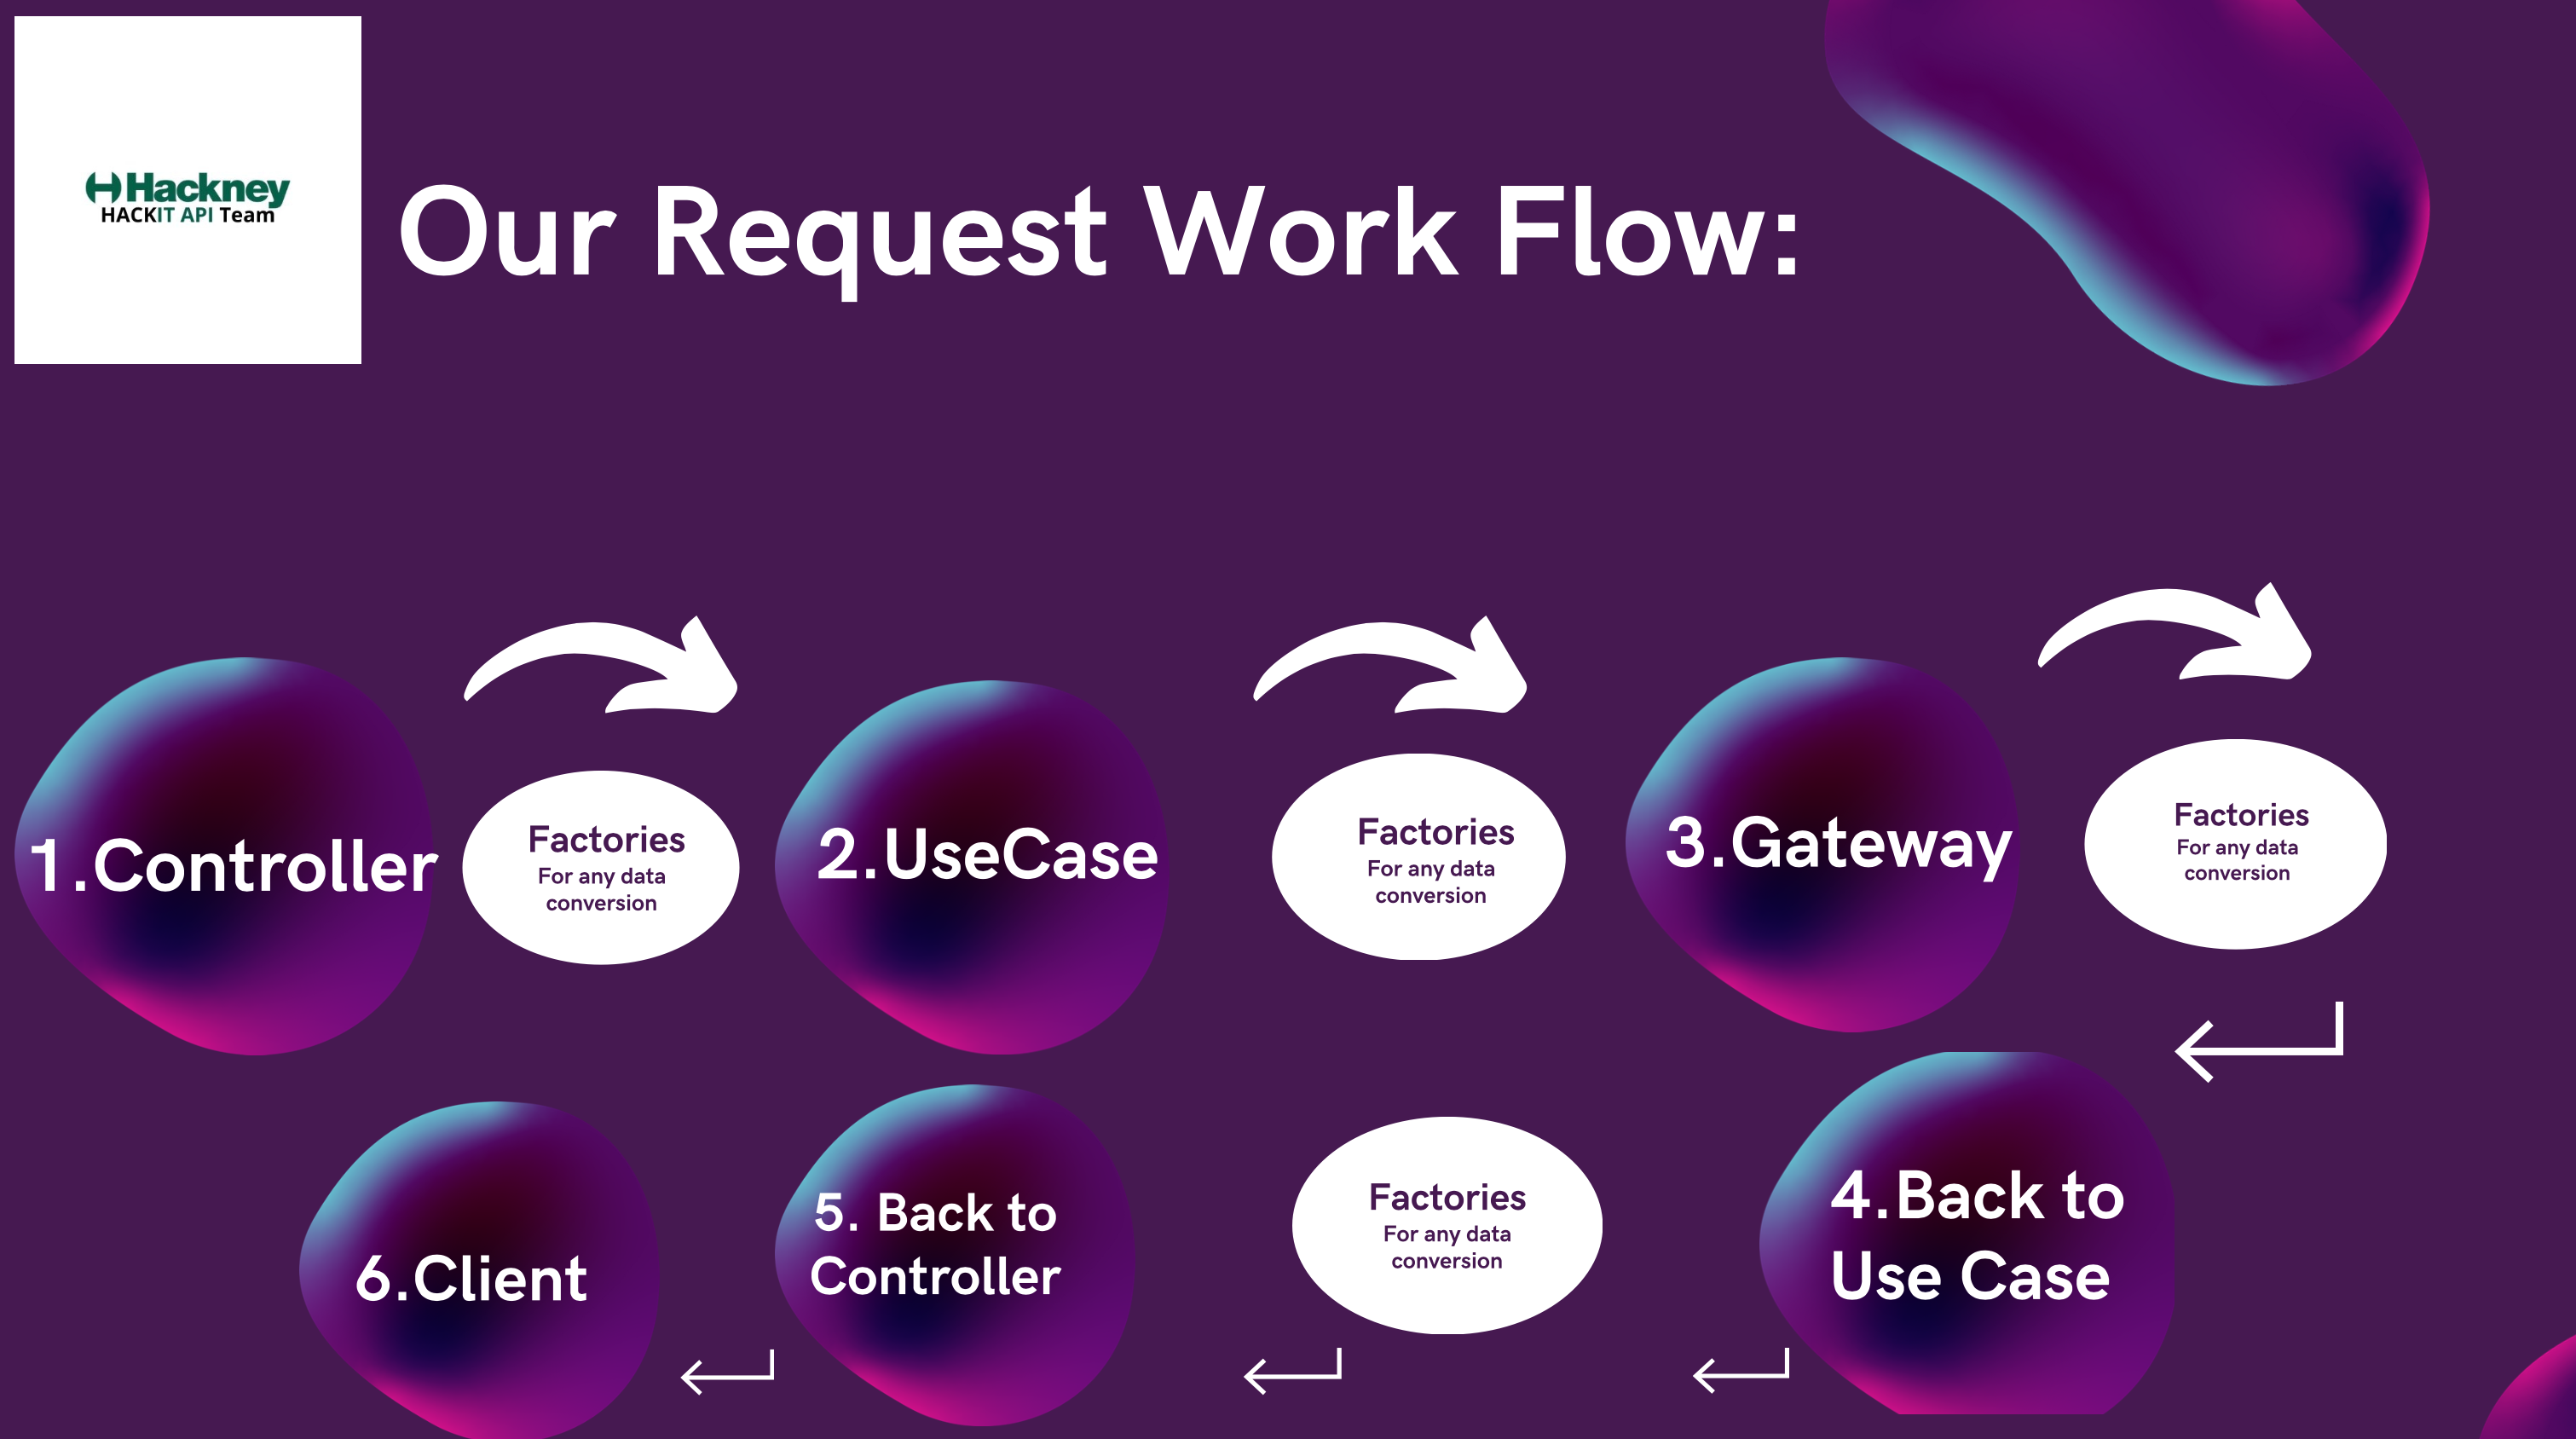 Hackney
HACKIT API Team
Our Request Work Flow:
1.Controller
Factories
For any data
conversion
2.UseCase
Factories
For any data
conversion
3.Gateway
Factories
For any data
conversion
4.Back to
Use Case
Factories
For any data
conversion
5. Back to
Controller
6.Client